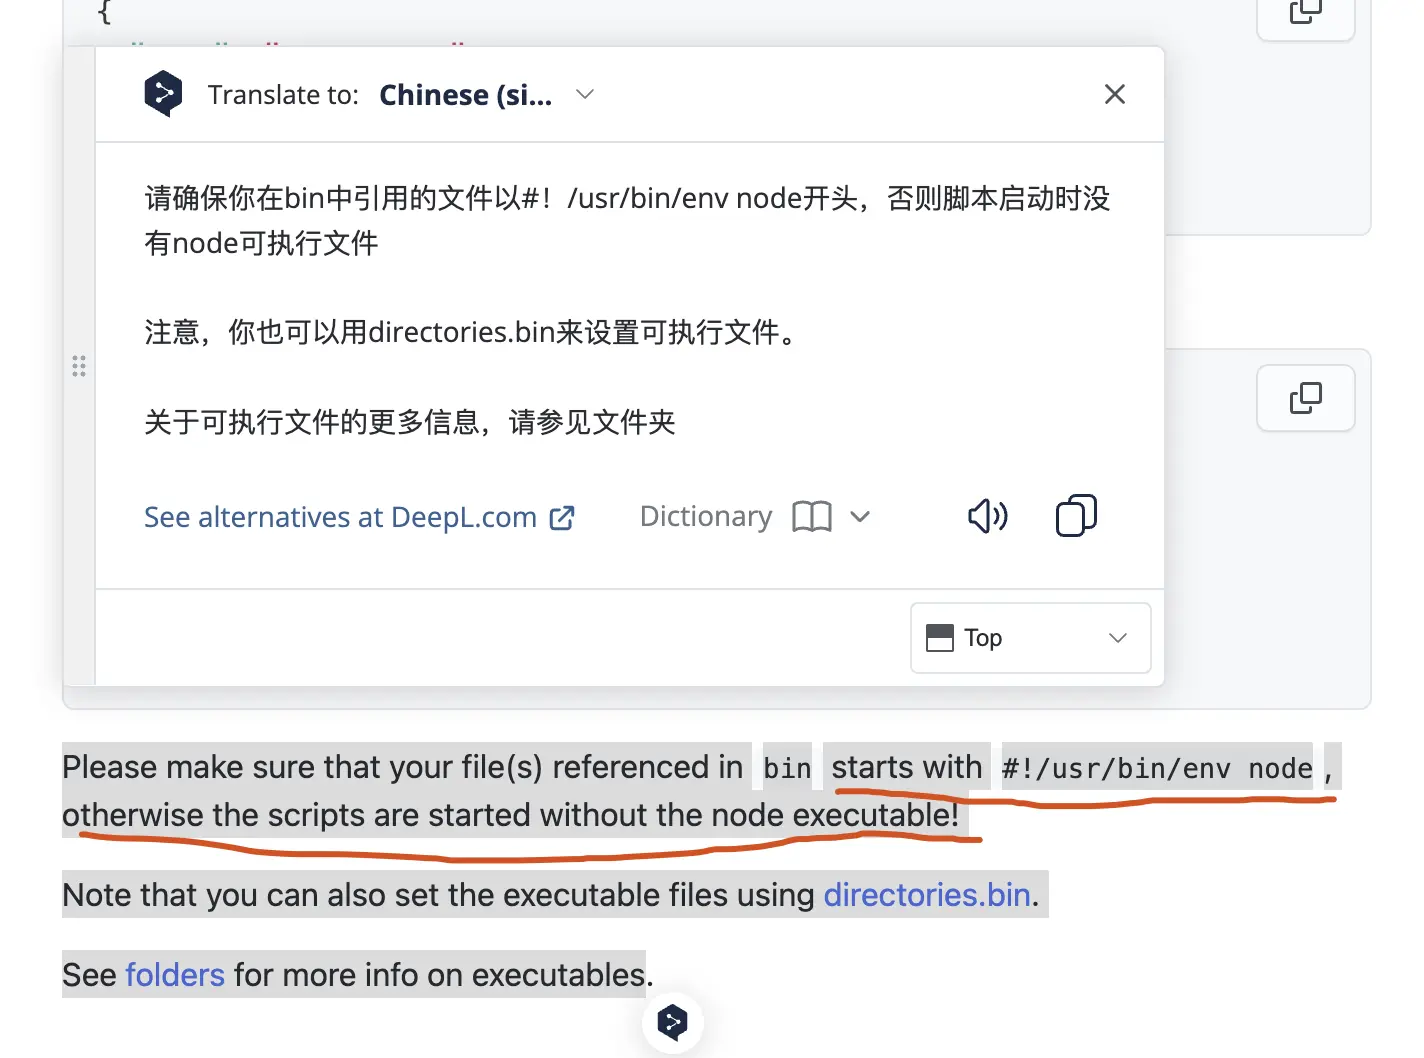 {
Translate to: Chinese (si...
请确保你在bin中引用的文件以#！/usr/bin/env node开头，否则脚本启动时没
有node可执行文件
注意，你也可以用directories.bin来设置可执行文件。
关于可执行文件的更多信息，请参见文件夹
See alternatives at DeepL.com Dictionary
Top
Please make sure that your file(s) referenced in bin starts with #!/usr/bin/env node ,
otherwise the scripts are started without the node executable!
Note that you can also set the executable files using directories.bin.
See folders for more info on executables.